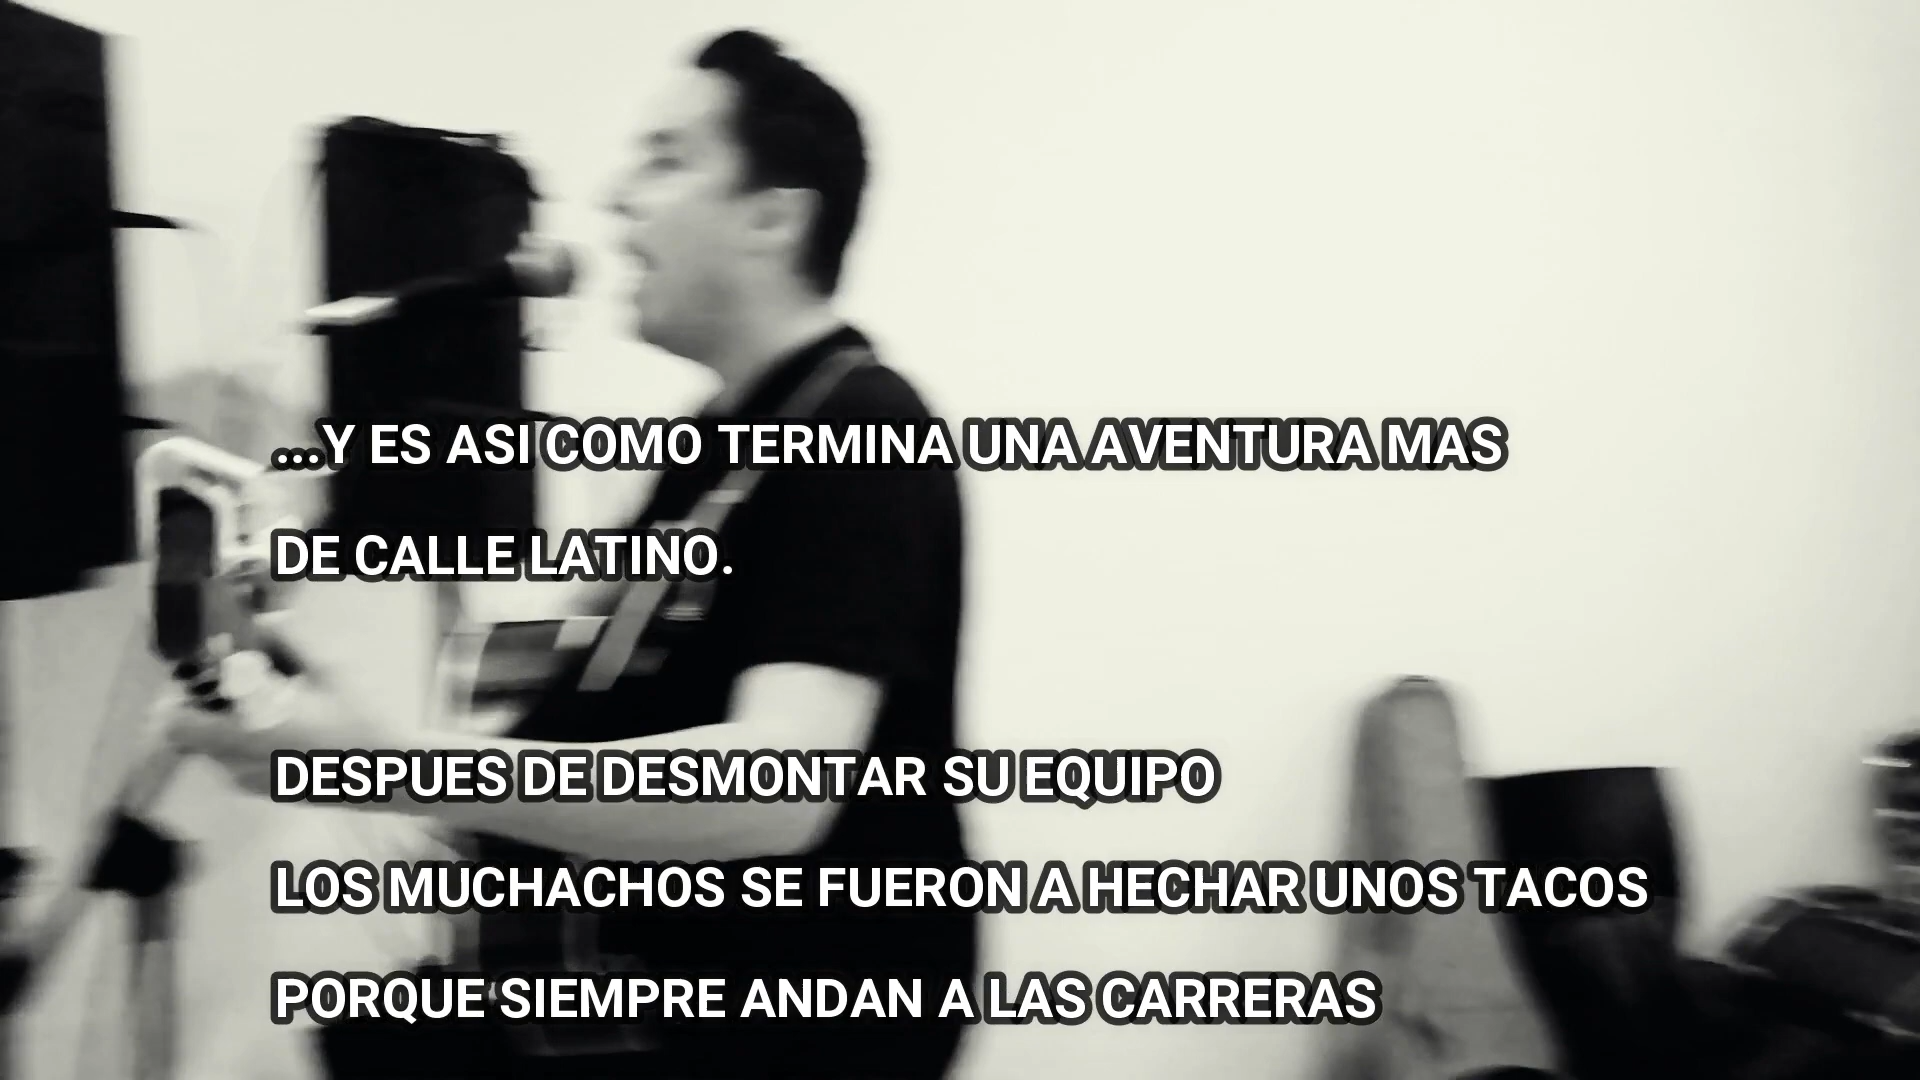 ...Y ES ASI COMO TERMINA UNA AVENTURA MAS
DE CALLE LATINO.
DESPUES DE DESMONTAR SU EQUIPO
LOS MUCHACHOS SE FUERON A HECHAR UNOS TACOS
PORQUE SIEMPRE ANDAN A LAS CARRERAS